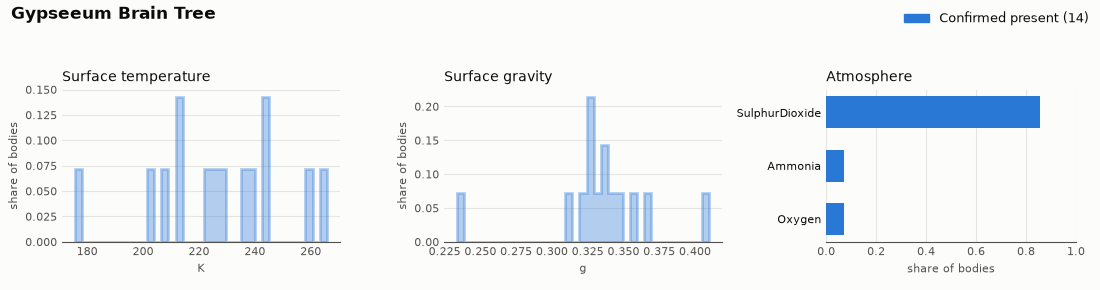 Gypseeum Brain Tree
Confirmed present (14)
Surface temperature
share of bodies
0.150
0.125
0.100
0.075
0.050
0.025
0.000
180 200 220 240 260
K
Surface gravity
share of bodies
0.20
0.15
0.10
0.05
0.00
0.225 0.250 0.275 0.300 0.325 0.350 0.375 0.400
g
Atmosphere
SulphurDioxide
Ammonia
Oxygen
0.0 0.2 0.4 0.6 0.8 1.0
share of bodies